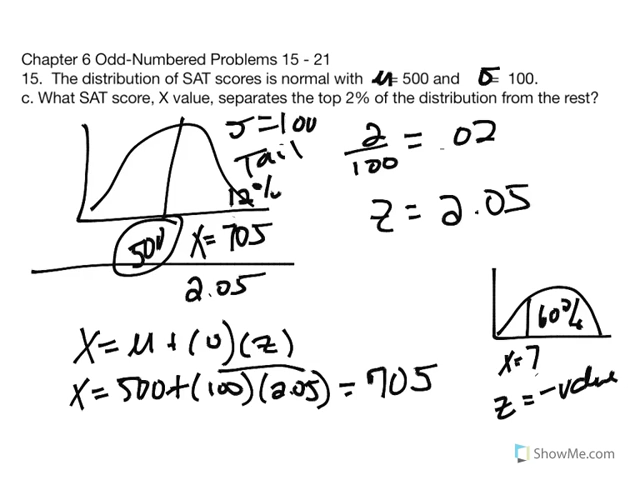 Chapter 6 Odd-Numbered Problems 15 - 21
15. The distribution of SAT scores is normal with μ = 500 and σ = 100.
c. What SAT score, X value, separates the top 2% of the distribution from the rest?
σ=100
Tail
2%
500 X=705
2.05
2/100 = .02
Z = 2.05
X = μ + (σ)(z)
X = 500+(100)(2.05) = 705
60%
X=?
Z = -value
ShowMe.com